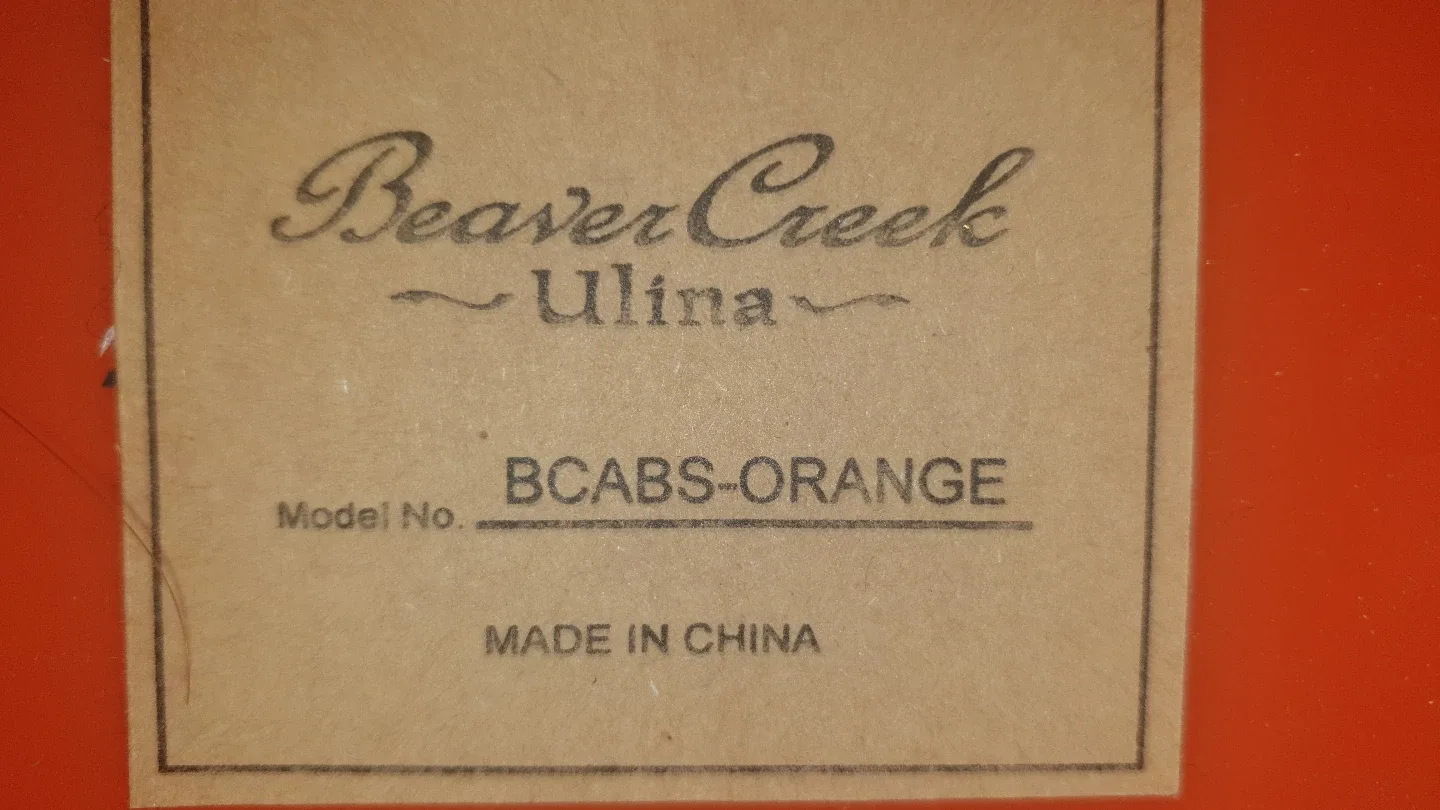 Beaver Creek
Ulina
Model No. BCABS-ORANGE
MADE IN CHINA